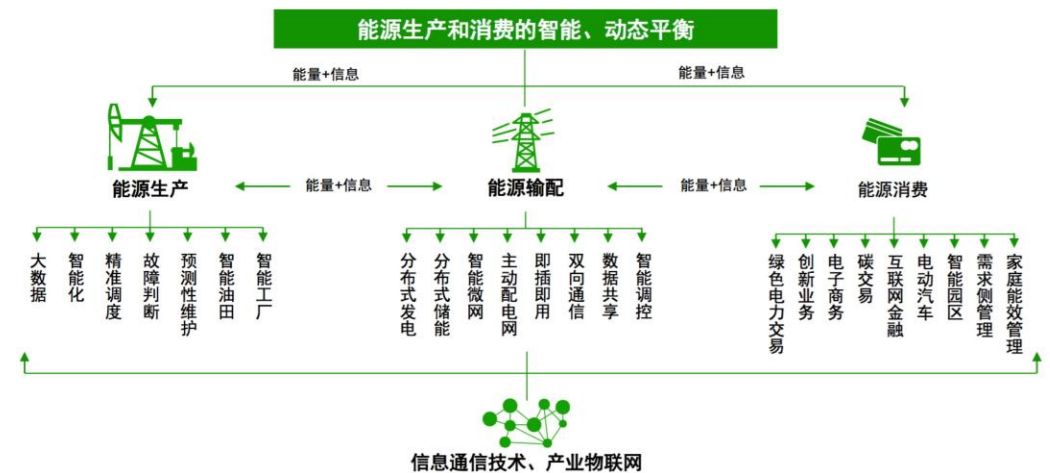 能源生产和消费的智能、动态平衡
能量+信息
能量+信息
能源生产
能量+信息
能源输配
能量+信息
能源消费
大数据
智能化
精准调度
故障判断
预测性维护
智能油田
智能工厂
分布式发电
分布式储能
智能微网
主动配电网
即插即用
双向通信
数据共享
智能调控
绿色电力交易
创新业务
电子商务
碳交易
互联网金融
电动汽车
智能园区
需求侧管理
家庭能效管理
信息通信技术、产业物联网